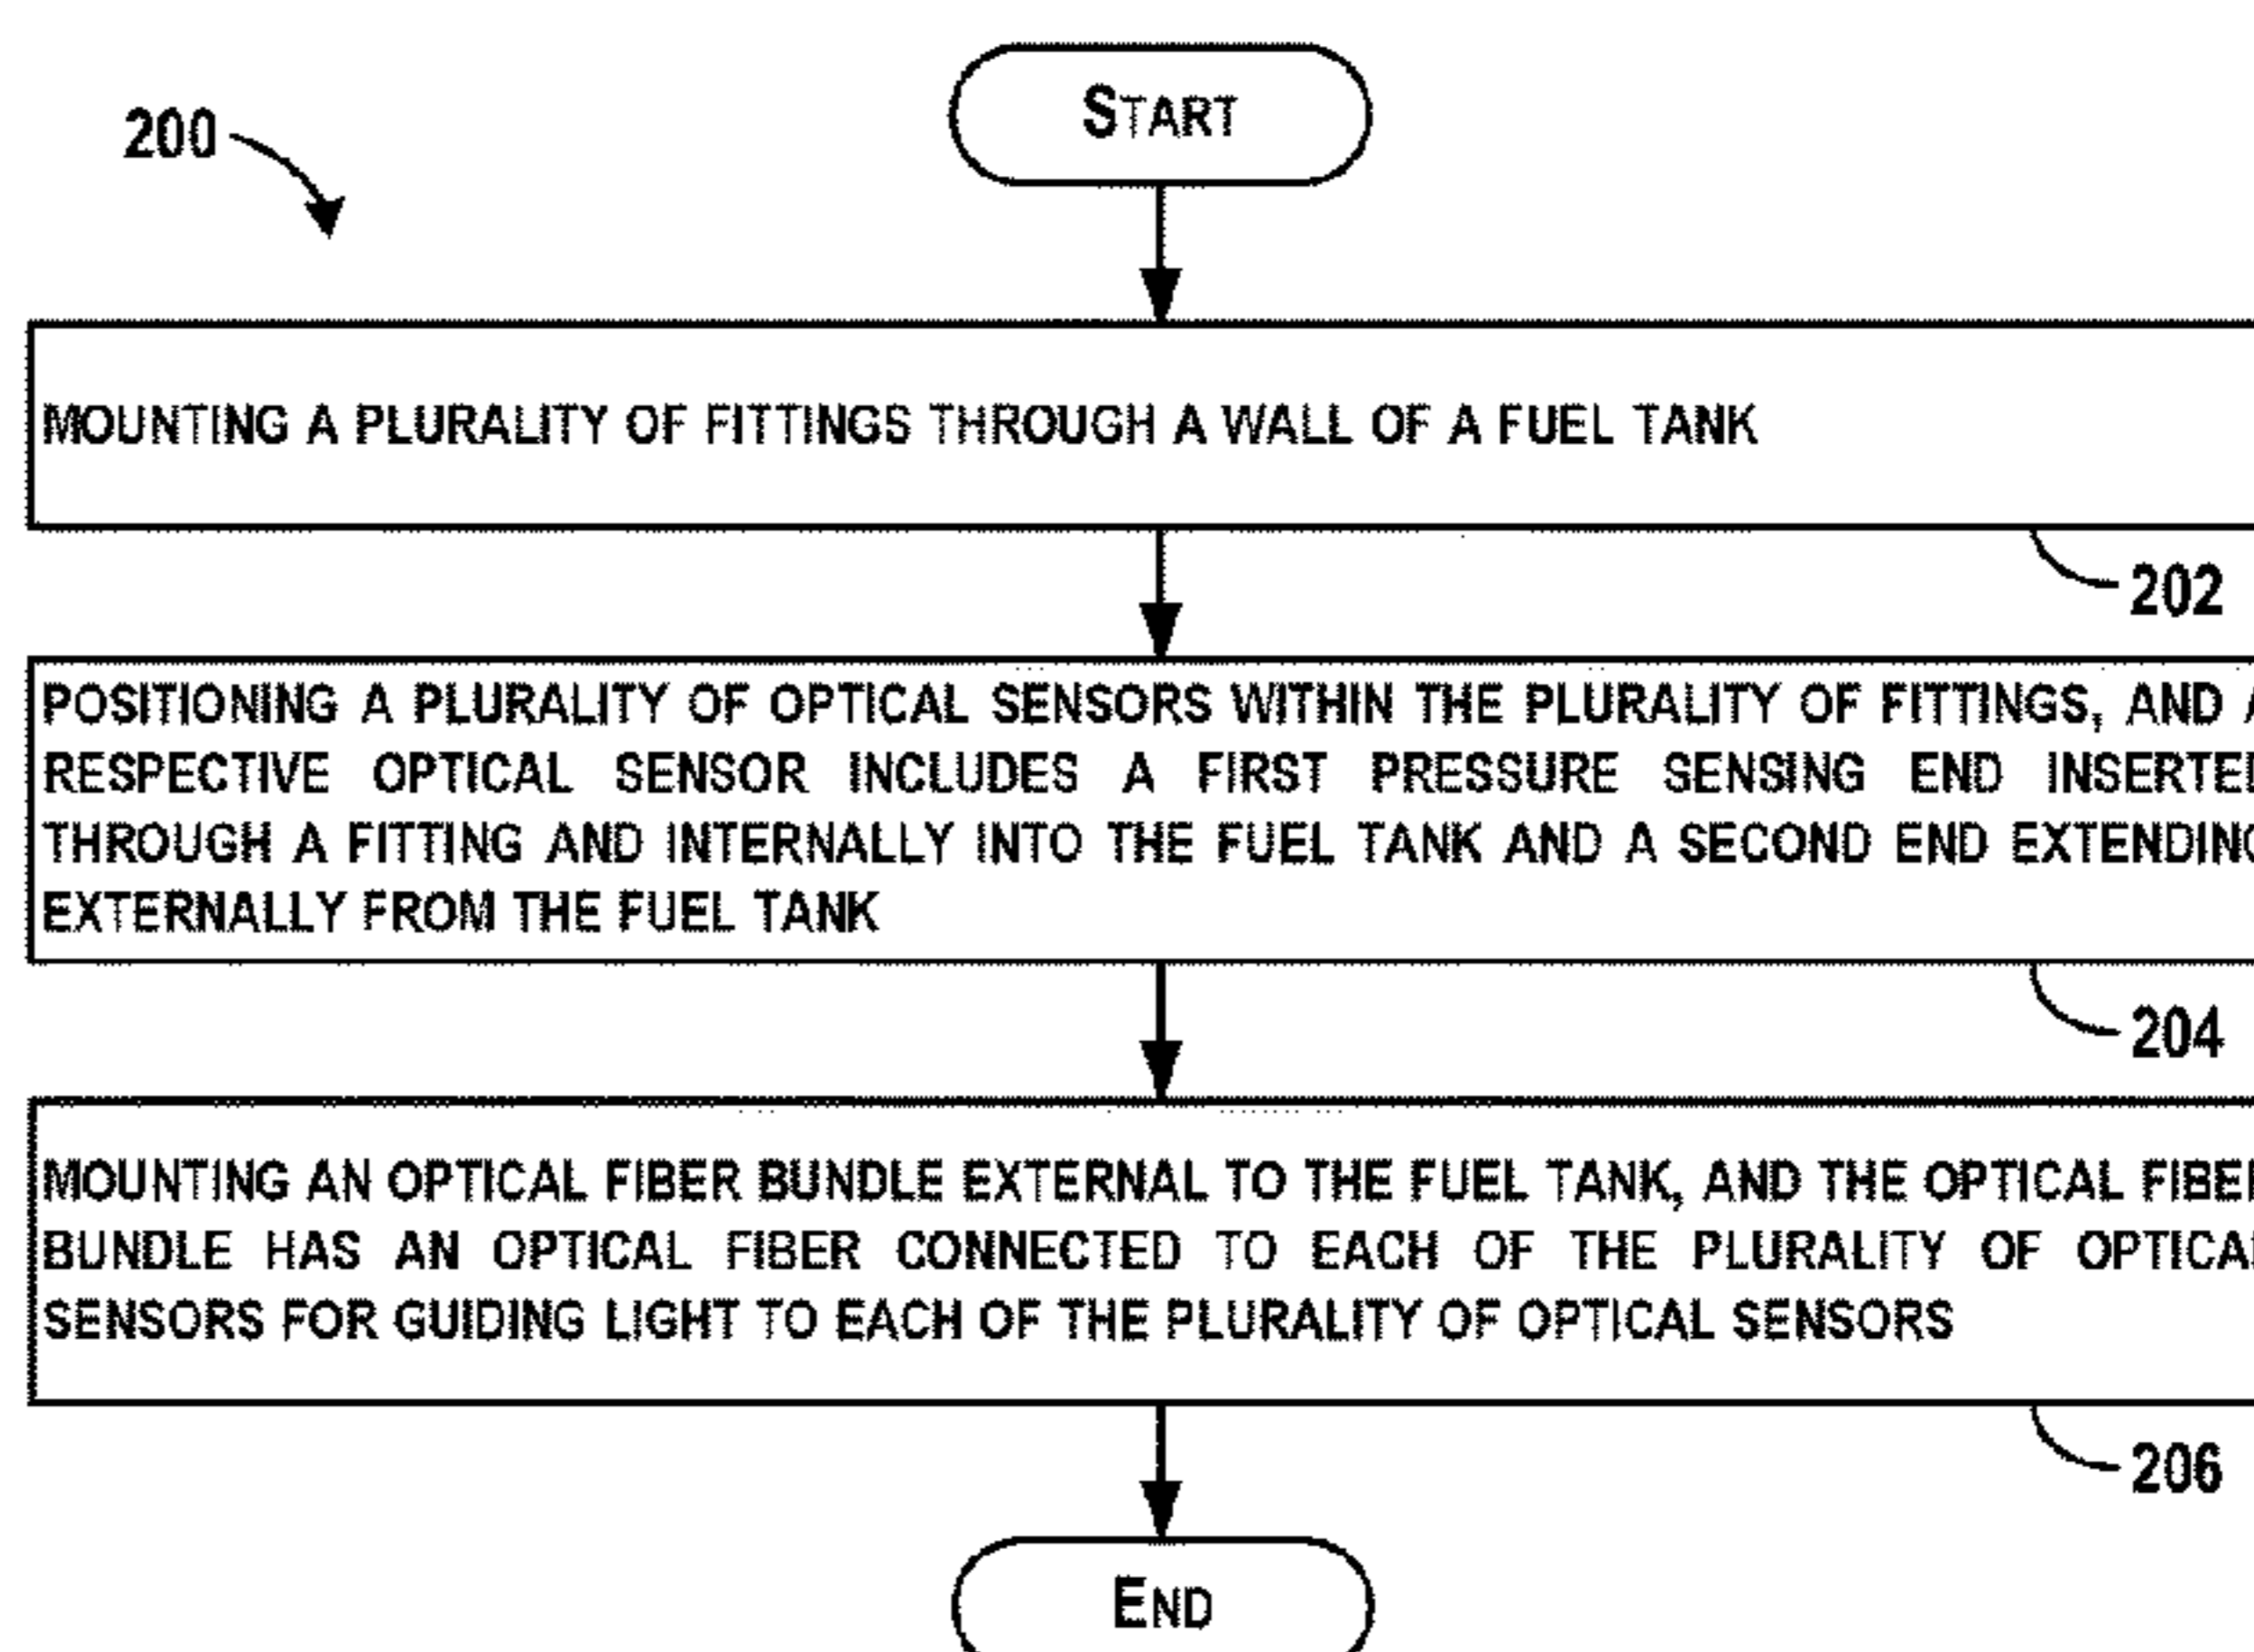 START
200
MOUNTING A PLURALITY OF FITTINGS THROUGH A WALL OF A FUEL TANK
202
POSITIONING A PLURALITY OF OPTICAL SENSORS WITHIN THE PLURALITY OF FITTINGS, AND A
RESPECTIVE OPTICAL SENSOR INCLUDES A FIRST PRESSURE SENSING END INSERTED
THROUGH A FITTING AND INTERNALLY INTO THE FUEL TANK AND A SECOND END EXTENDING
EXTERNALLY FROM THE FUEL TANK
204
MOUNTING AN OPTICAL FIBER BUNDLE EXTERNAL TO THE FUEL TANK, AND THE OPTICAL FIBER
BUNDLE HAS AN OPTICAL FIBER CONNECTED TO EACH OF THE PLURALITY OF OPTICAL
SENSORS FOR GUIDING LIGHT TO EACH OF THE PLURALITY OF OPTICAL SENSORS
206
END